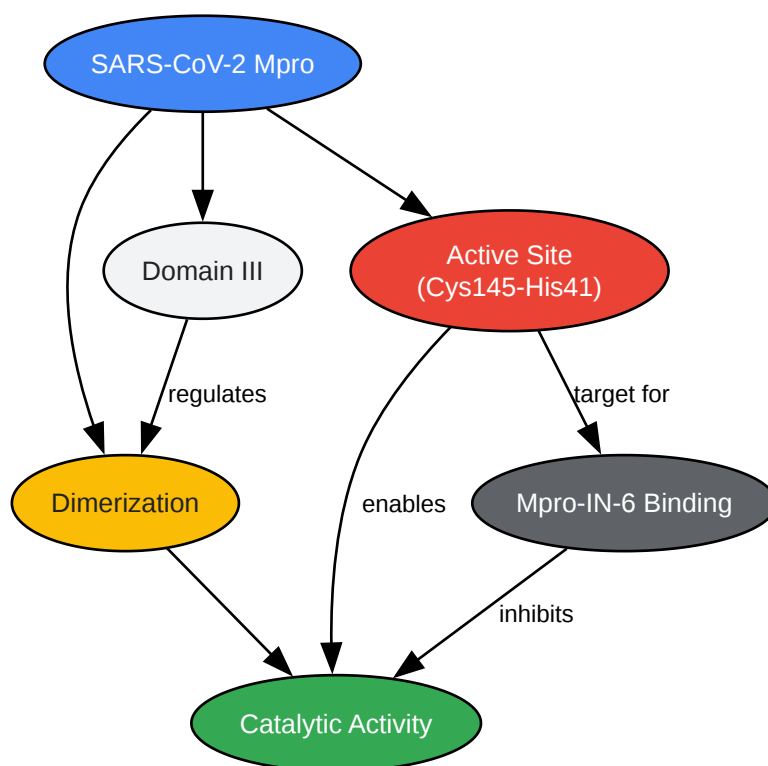 SARS-CoV-2 Mpro
Domain III
Active Site
(Cys145-His41)
regulates
target for
Dimerization
enables
Mpro-IN-6 Binding
inhibits
Catalytic Activity